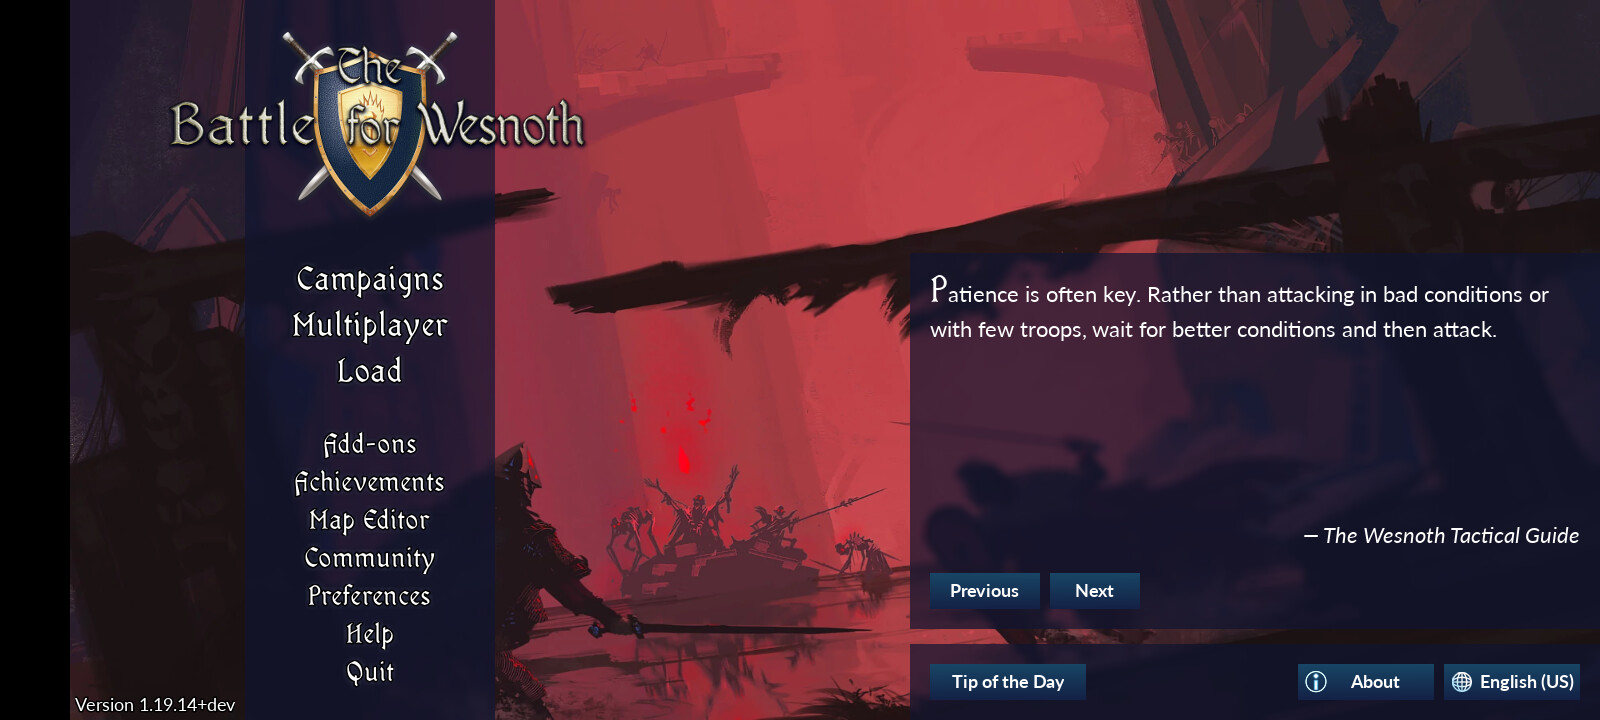 The
Battle for Wesnoth
Campaigns
Multiplayer
Load
Add-ons
Achievements
Map Editor
Community
Preferences
Help
Quit
Version 1.19.14+dev
Patience is often key. Rather than attacking in bad conditions or
with few troops, wait for better conditions and then attack.
— The Wesnoth Tactical Guide
Previous Next
Tip of the Day About English (US)